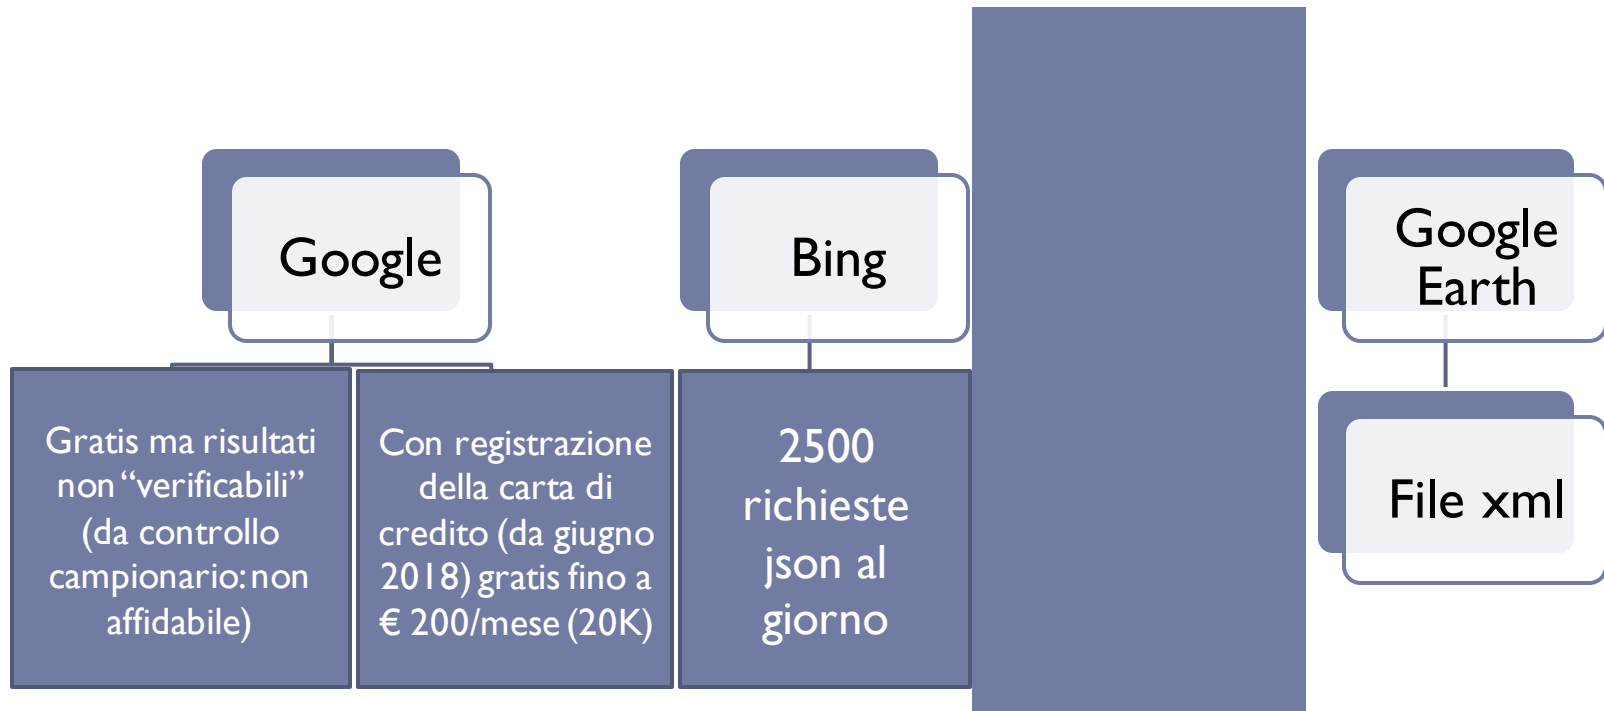 Google
Gratis ma risultati
non “verificabili”
(da controllo
campionario: non
affidabile)
Con registrazione
della carta di
credito (da giugno
2018) gratis fino a
€ 200/mese (20K)
Bing
2500
richieste
json al
giorno
Google
Earth
File xml